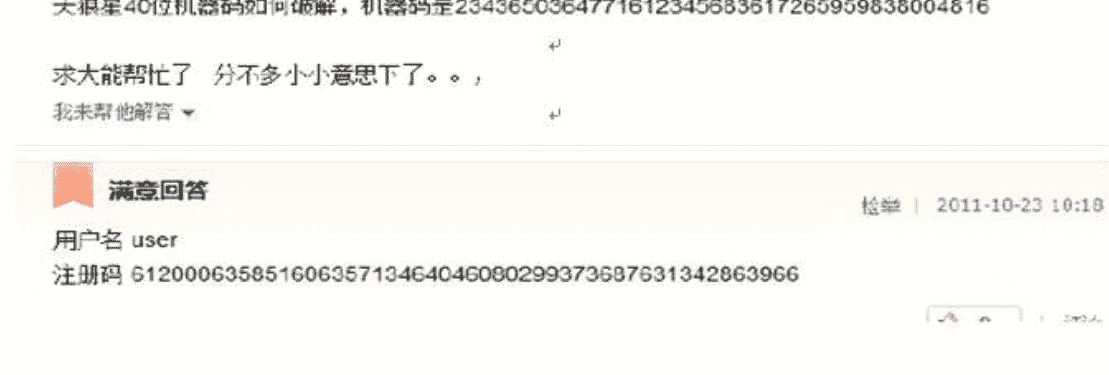 天狼星40位机器码如何破解，机器码是2343650364771612345683617265959838004816
求大能帮忙了 分不多小小意思下了。。,
我来帮他解答
满意回答
检举 | 2011-10-23 10:18
用户名 user
注册码 61200063585160635713464046080299373687631342863966